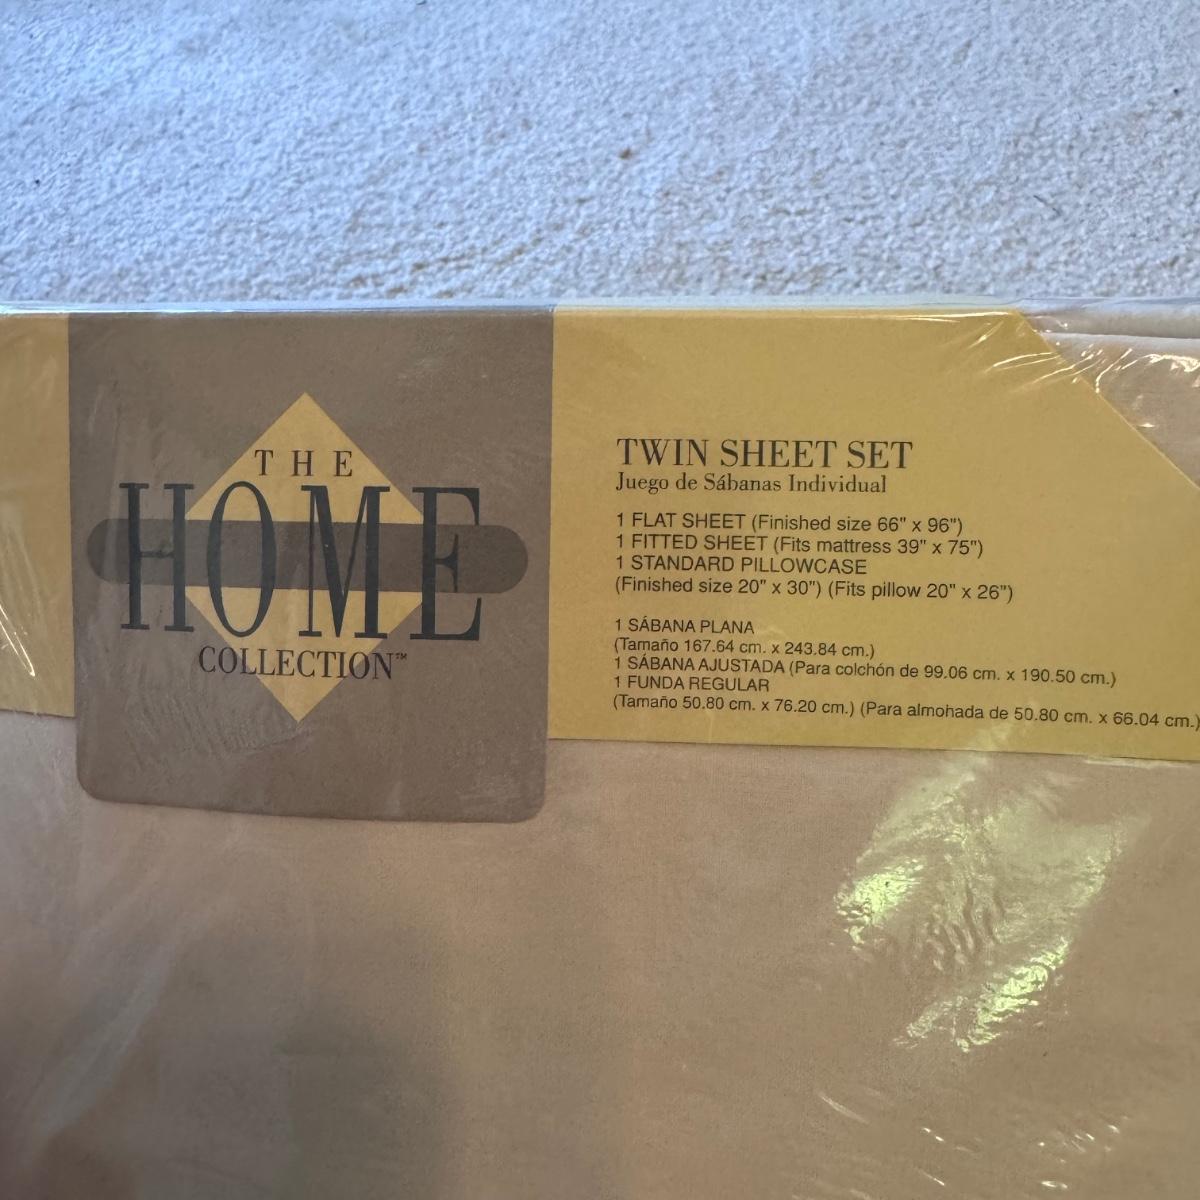 THE
HOME
COLLECTION™
TWIN SHEET SET
Juego de Sábanas Individual
1 FLAT SHEET (Finished size 66" x 96")
1 FITTED SHEET (Fits mattress 39" x 75")
1 STANDARD PILLOWCASE
(Finished size 20" x 30") (Fits pillow 20" x 26")
1 SÁBANA PLANA
(Tamaño 167.64 cm. x 243.84 cm.)
1 SÁBANA AJUSTADA (Para colchón de 99.06 cm. x 190.50 cm.)
1 FUNDA REGULAR
(Tamaño 50.80 cm. x 76.20 cm.) (Para almohada de 50.80 cm. x 66.04 cm.)